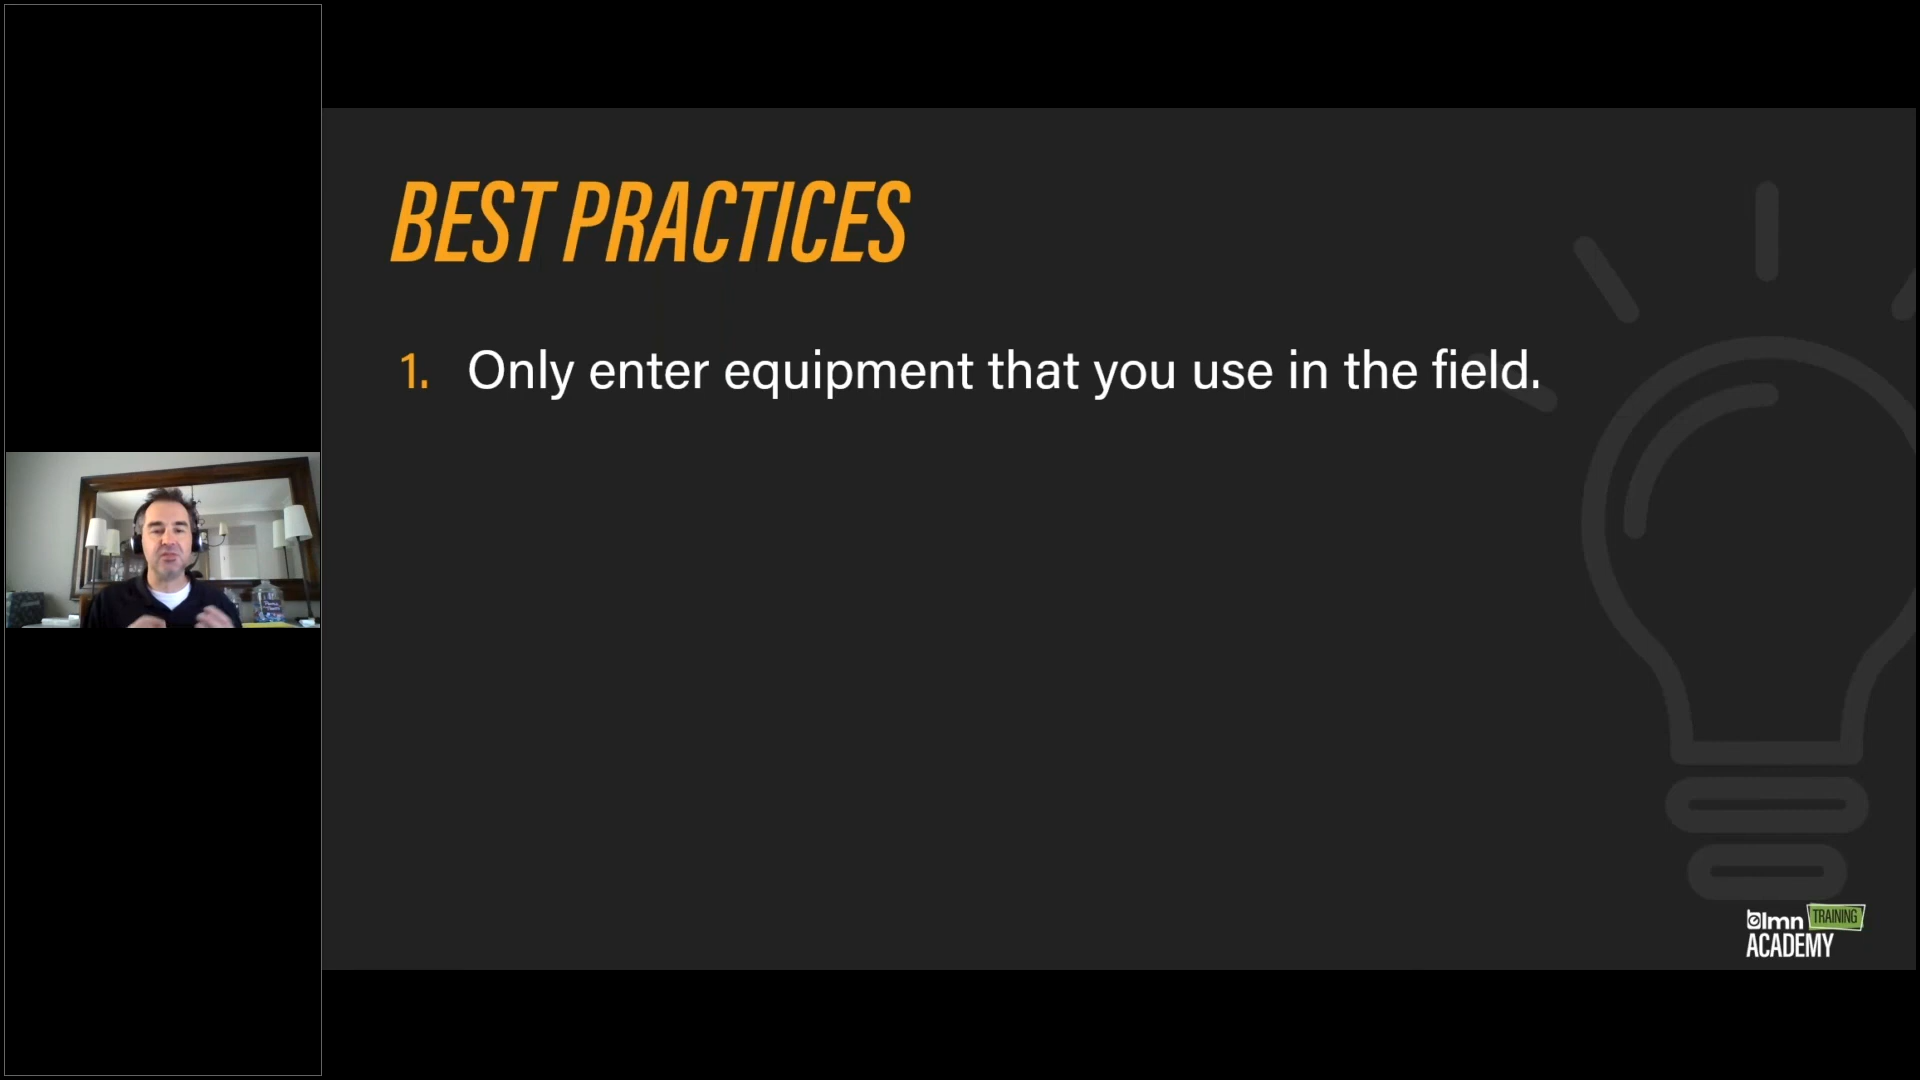 BEST PRACTICES
1. Only enter equipment that you use in the field.
lmn TRAINING
ACADEMY